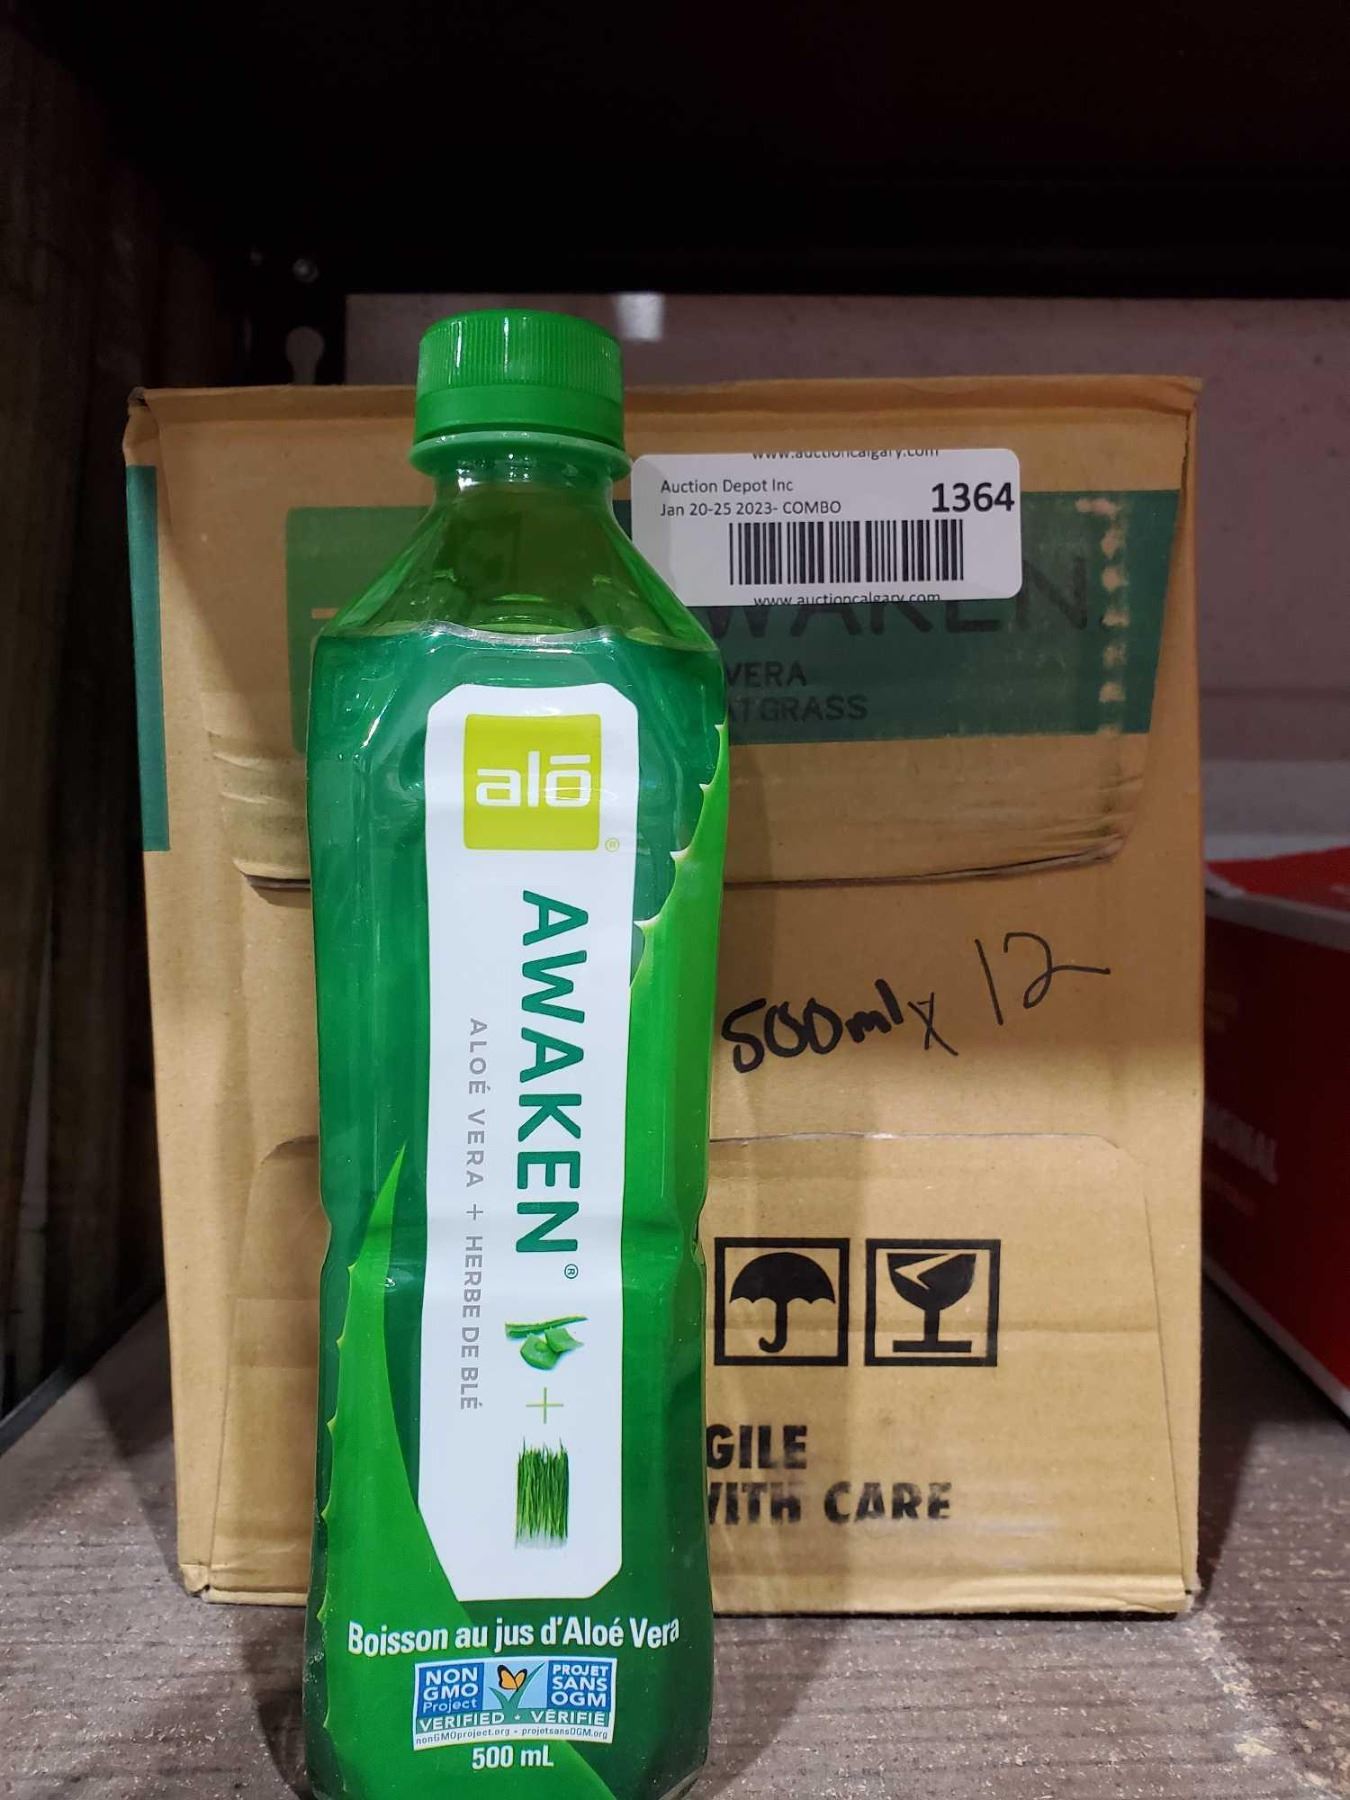 www.auctioncalgary.com
Auction Depot Inc
1364
Jan 20-25 2023- COMBO
www.auctioncalgary.com
AWAKEN
VERA
GRASS
alō®
AWAKEN®
ALOÉ VERA + HERBE DE BLÉ
+
500ml x 12
GILE
WITH CARE
Boisson au jus d'Aloé Vera
NON GMO Project
PROJET SANS OGM
VERIFIED • VÉRIFIÉ
nonGMOproject.org • projetsansOGM.org
500 mL